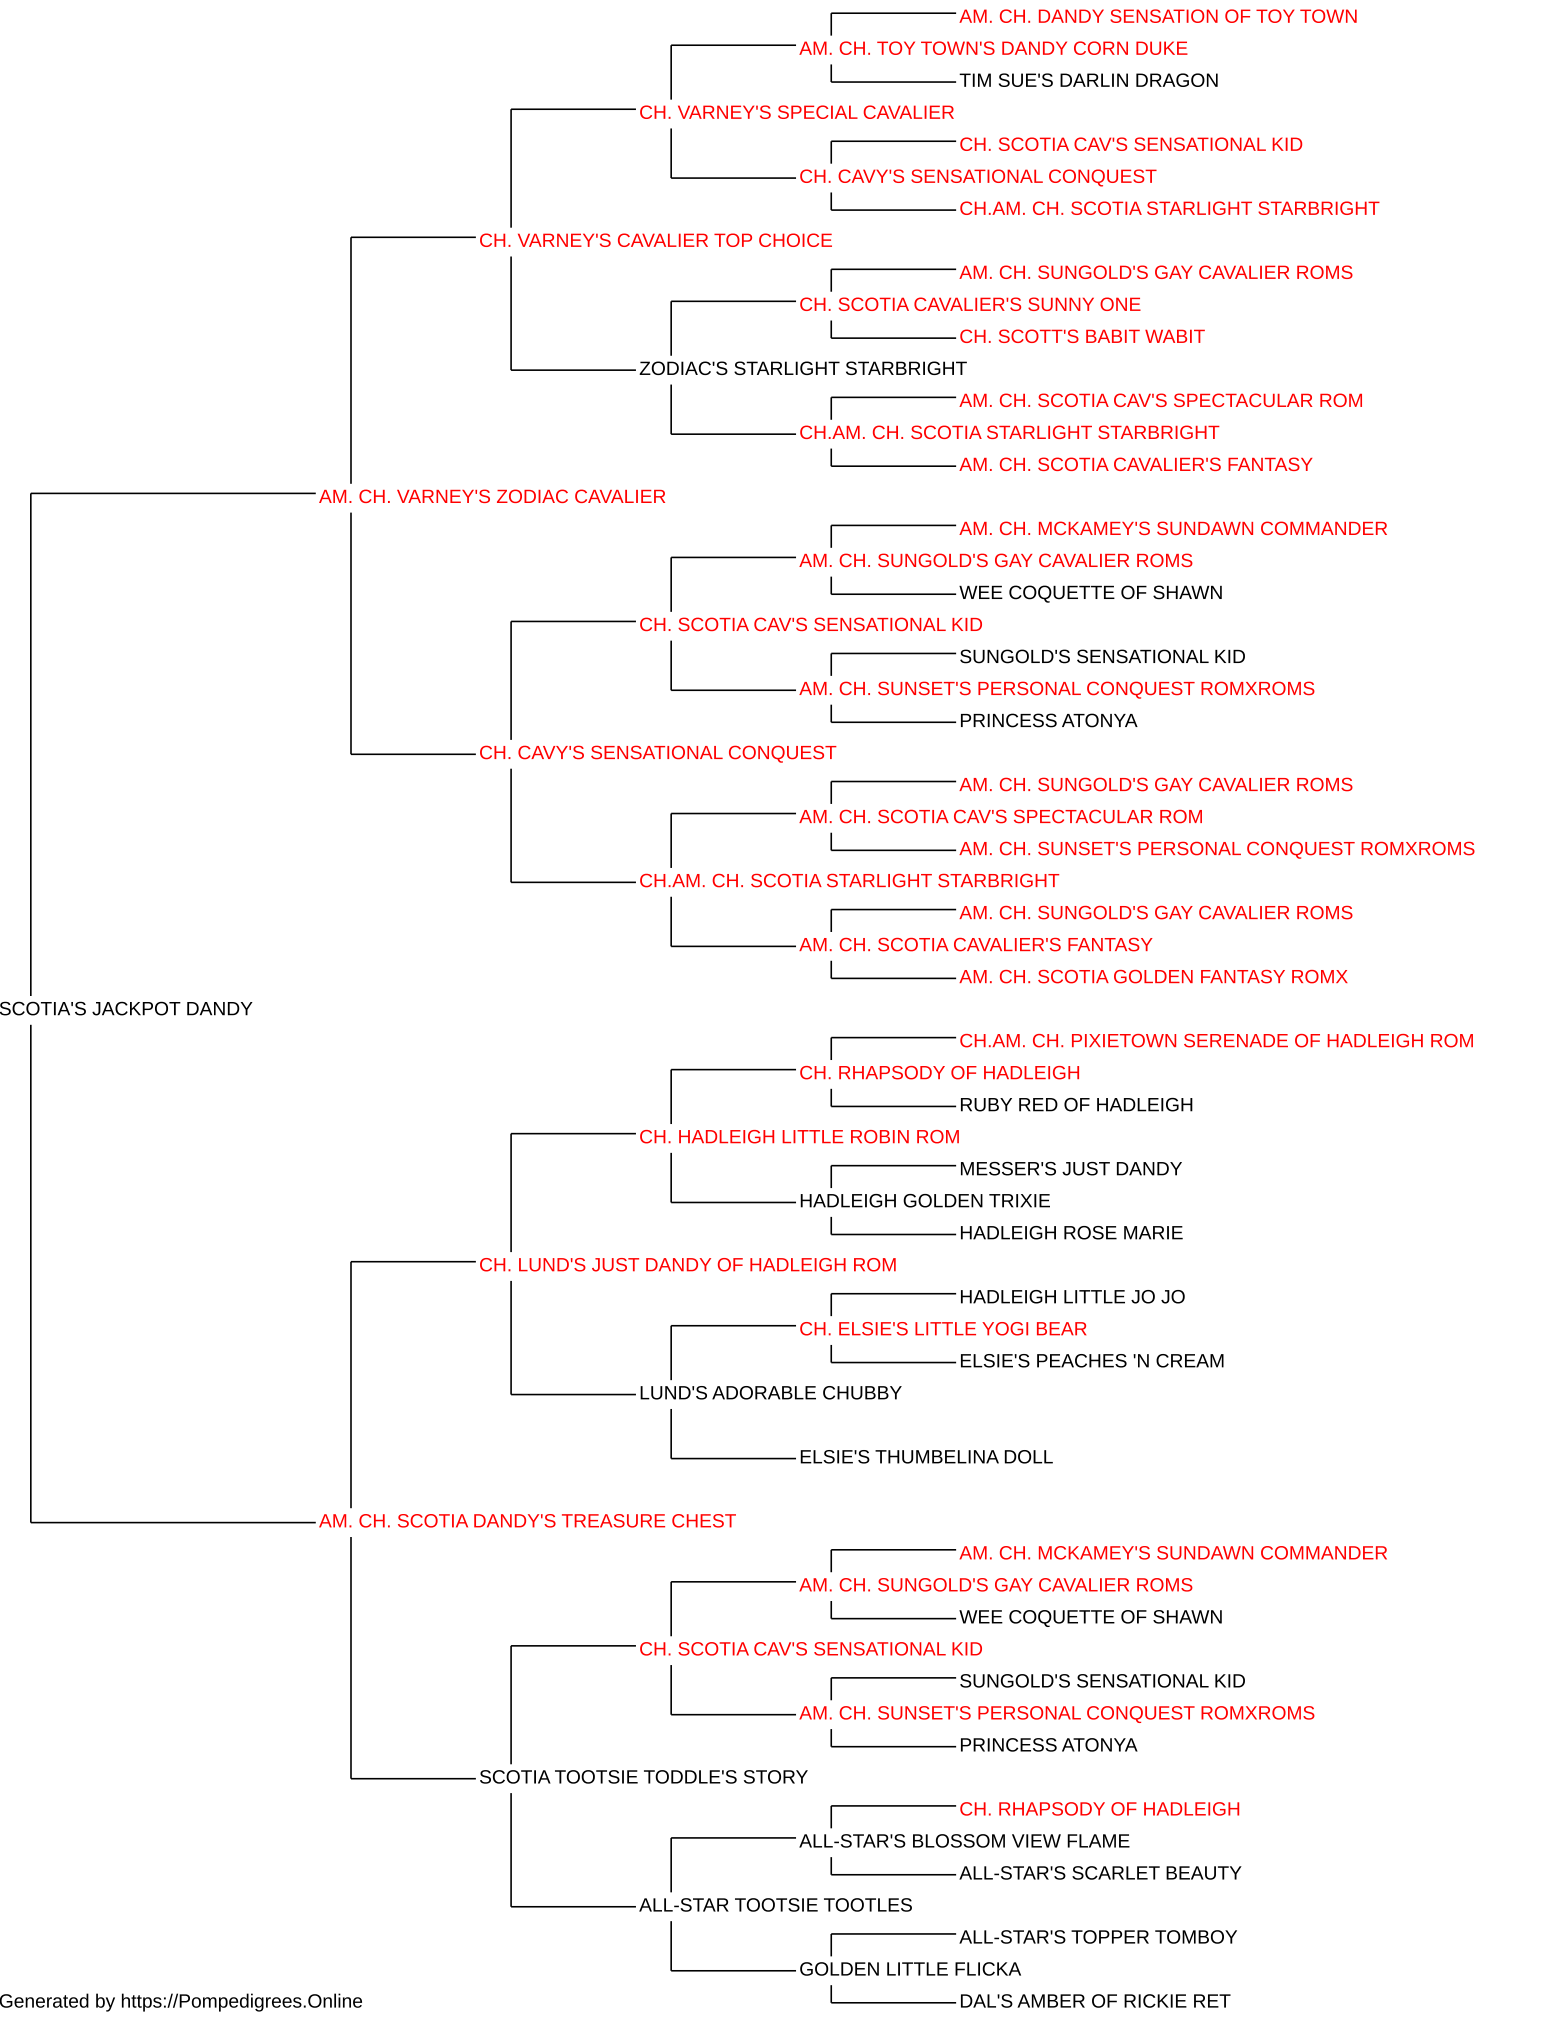 AM. CH. DANDY SENSATION OF TOY TOWN
AM. CH. TOY TOWN'S DANDY CORN DUKE
TIM SUE'S DARLIN DRAGON
CH. VARNEY'S SPECIAL CAVALIER
CH. SCOTIA CAV'S SENSATIONAL KID
CH. CAVY'S SENSATIONAL CONQUEST
CH.AM. CH. SCOTIA STARLIGHT STARBRIGHT
CH. VARNEY'S CAVALIER TOP CHOICE
AM. CH. SUNGOLD'S GAY CAVALIER ROMS
CH. SCOTIA CAVALIER'S SUNNY ONE
CH. SCOTT'S BABIT WABIT
ZODIAC'S STARLIGHT STARBRIGHT
AM. CH. SCOTIA CAV'S SPECTACULAR ROM
CH.AM. CH. SCOTIA STARLIGHT STARBRIGHT
AM. CH. SCOTIA CAVALIER'S FANTASY
AM. CH. VARNEY'S ZODIAC CAVALIER
AM. CH. MCKAMEY'S SUNDAWN COMMANDER
AM. CH. SUNGOLD'S GAY CAVALIER ROMS
WEE COQUETTE OF SHAWN
CH. SCOTIA CAV'S SENSATIONAL KID
SUNGOLD'S SENSATIONAL KID
AM. CH. SUNSET'S PERSONAL CONQUEST ROMXROMS
PRINCESS ATONYA
CH. CAVY'S SENSATIONAL CONQUEST
AM. CH. SUNGOLD'S GAY CAVALIER ROMS
AM. CH. SCOTIA CAV'S SPECTACULAR ROM
AM. CH. SUNSET'S PERSONAL CONQUEST ROMXROMS
CH.AM. CH. SCOTIA STARLIGHT STARBRIGHT
AM. CH. SUNGOLD'S GAY CAVALIER ROMS
AM. CH. SCOTIA CAVALIER'S FANTASY
AM. CH. SCOTIA GOLDEN FANTASY ROMX
SCOTIA'S JACKPOT DANDY
CH.AM. CH. PIXIETOWN SERENADE OF HADLEIGH ROM
CH. RHAPSODY OF HADLEIGH
RUBY RED OF HADLEIGH
CH. HADLEIGH LITTLE ROBIN ROM
MESSER'S JUST DANDY
HADLEIGH GOLDEN TRIXIE
HADLEIGH ROSE MARIE
CH. LUND'S JUST DANDY OF HADLEIGH ROM
HADLEIGH LITTLE JO JO
CH. ELSIE'S LITTLE YOGI BEAR
ELSIE'S PEACHES 'N CREAM
LUND'S ADORABLE CHUBBY
ELSIE'S THUMBELINA DOLL
AM. CH. SCOTIA DANDY'S TREASURE CHEST
AM. CH. MCKAMEY'S SUNDAWN COMMANDER
AM. CH. SUNGOLD'S GAY CAVALIER ROMS
WEE COQUETTE OF SHAWN
CH. SCOTIA CAV'S SENSATIONAL KID
SUNGOLD'S SENSATIONAL KID
AM. CH. SUNSET'S PERSONAL CONQUEST ROMXROMS
PRINCESS ATONYA
SCOTIA TOOTSIE TODDLE'S STORY
CH. RHAPSODY OF HADLEIGH
ALL-STAR'S BLOSSOM VIEW FLAME
ALL-STAR'S SCARLET BEAUTY
ALL-STAR TOOTSIE TOOTLES
ALL-STAR'S TOPPER TOMBOY
GOLDEN LITTLE FLICKA
DAL'S AMBER OF RICKIE RET
Generated by https://Pompedigrees.Online